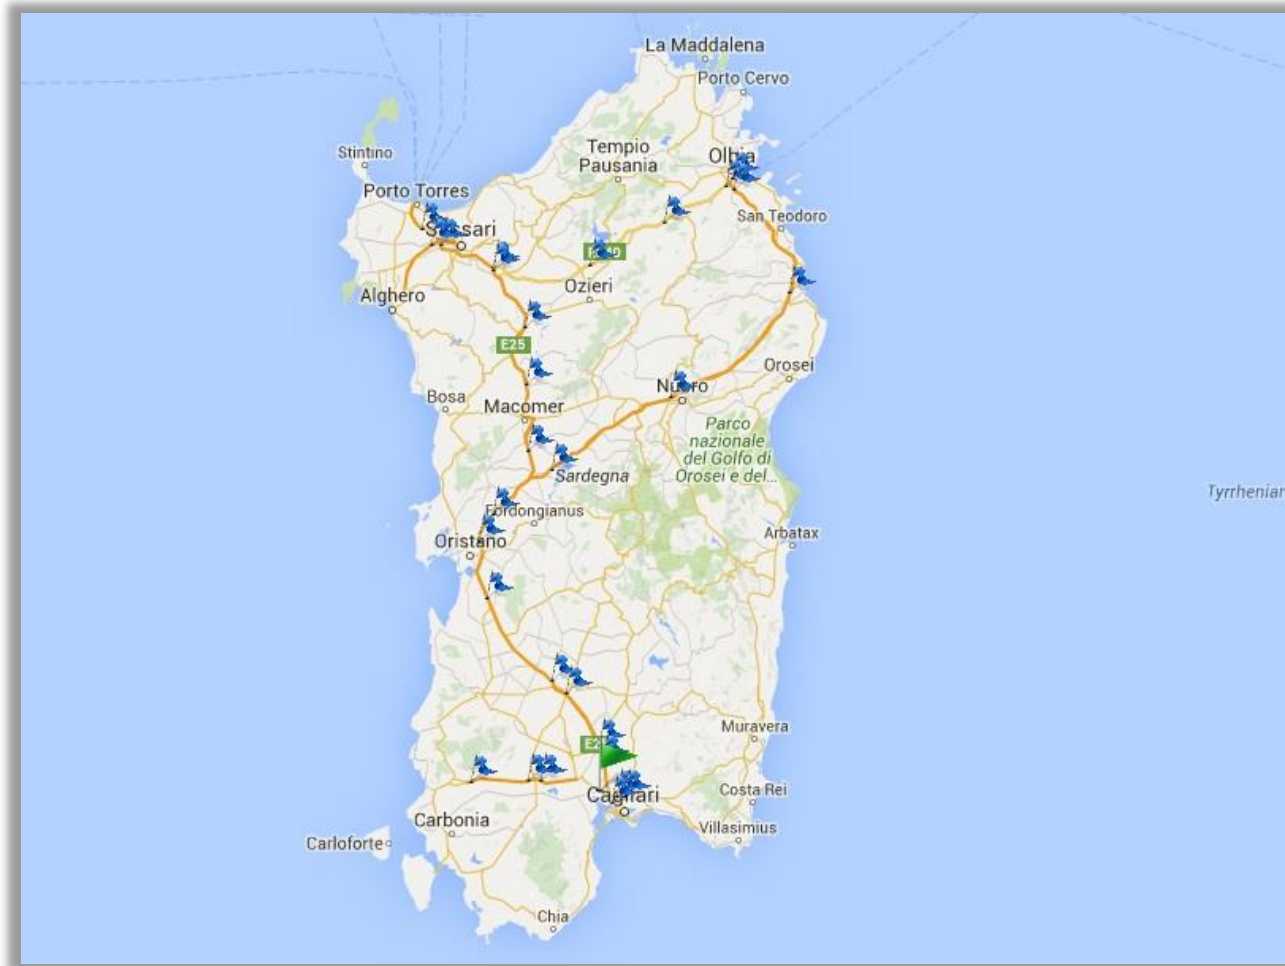 La Maddalena
Porto Cervo
Stintino
Tempio
Pausania
Olbia
Porto Torres
San Teodoro
Sassari
Ozieri
Alghero
E25
Orosei
Bosa
Nuoro
Macomer
Parco
nazionale
del Golfo di
Orosei e del...
Sardegna
Tyrrhenian
Fordongianus
Oristano
Arbatax
Muravera
Costa Rei
Cagliari
Carbonia
Villasimius
Carloforte
Chia